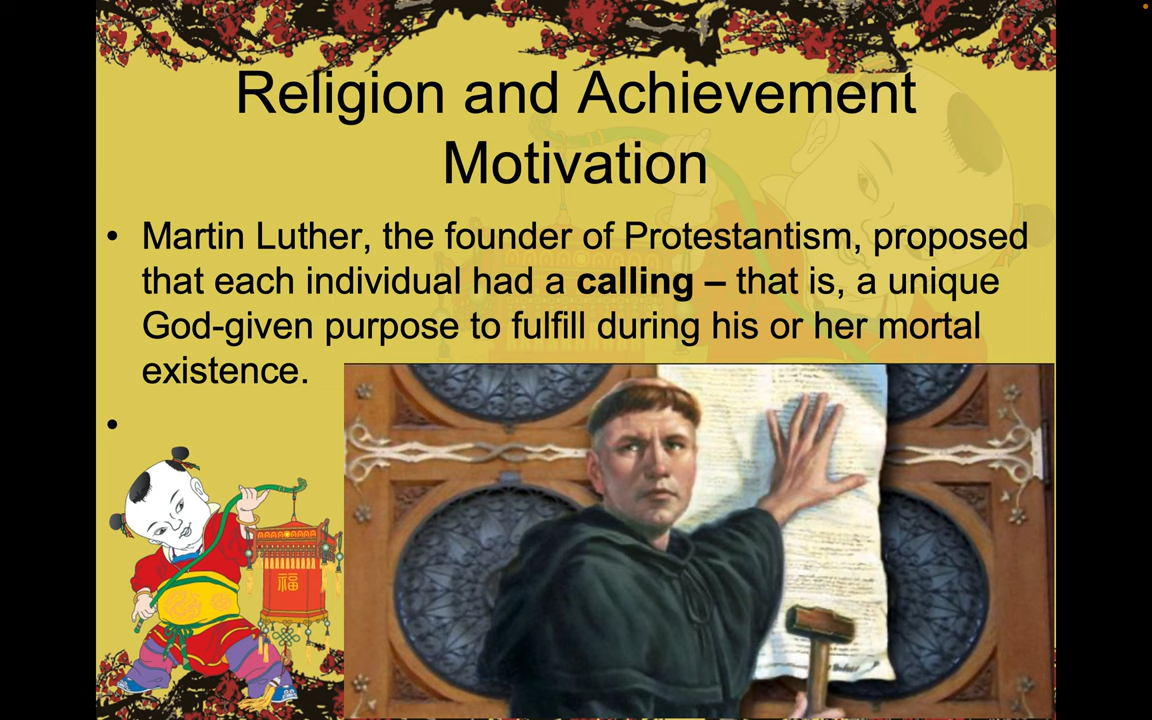 Religion and Achievement
Motivation
• Martin Luther, the founder of Protestantism, proposed
that each individual had a calling – that is, a unique
God-given purpose to fulfill during his or her mortal
existence.
•
福